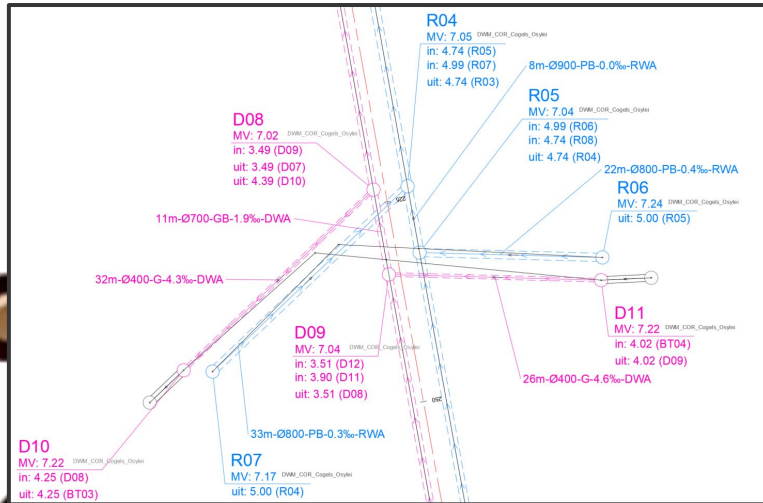 R04
MV: 7.05 DWM_COR_Cogels_Osylei
in: 4.74 (R05)
in: 4.99 (R07)
uit: 4.74 (R03)
8m-Ø900-PB-0.0‰-RWA
R05
MV: 7.04 DWM_COR_Cogels_Osylei
in: 4.99 (R06)
in: 4.74 (R08)
uit: 4.74 (R04)
D08
MV: 7.02 DWM_COR_Cogels_Osylei
in: 3.49 (D09)
uit: 3.49 (D07)
uit: 4.39 (D10)
22m-Ø800-PB-0.4‰-RWA
R06
MV: 7.24 DWM_COR_Cogels_Osylei
uit: 5.00 (R05)
225
11m-Ø700-GB-1.9‰-DWA
32m-Ø400-G-4.3‰-DWA
D09
MV: 7.04 DWM_COR_Cogels_Osylei
in: 3.51 (D12)
in: 3.90 (D11)
uit: 3.51 (D08)
D11
MV: 7.22 DWM_COR_Cogels_Osylei
in: 4.02 (BT04)
uit: 4.02 (D09)
26m-Ø400-G-4.6‰-DWA
250
33m-Ø800-PB-0.3‰-RWA
D10
MV: 7.22 DWM_COR_Cogels_Osylei
in: 4.25 (D08)
uit: 4.25 (BT03)
R07
MV: 7.17 DWM_COR_Cogels_Osylei
uit: 5.00 (R04)